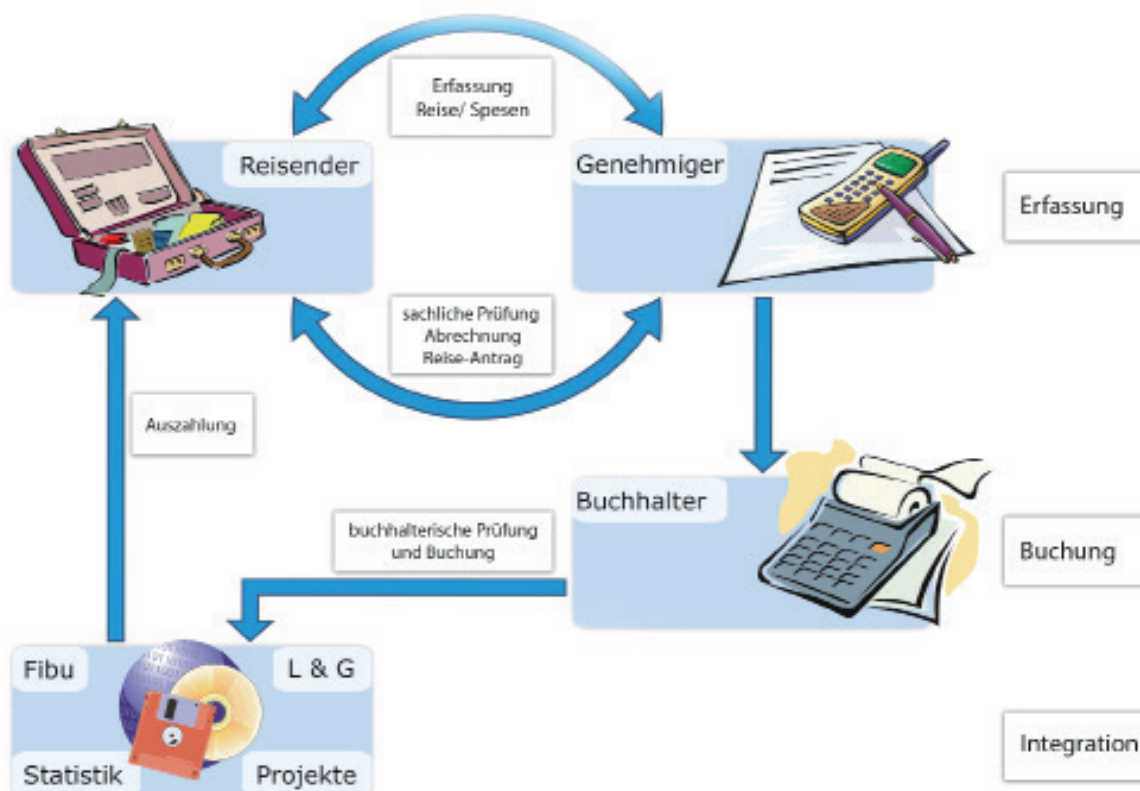 Erfassung
Reise/ Spesen
Reisender
Genehmiger
Erfassung
sachliche Prüfung
Abrechnung
Reise-Antrag
Auszahlung
Buchhalter
buchhalterische Prüfung
und Buchung
Buchung
Fibu
L & G
Statistik
Projekte
Integration